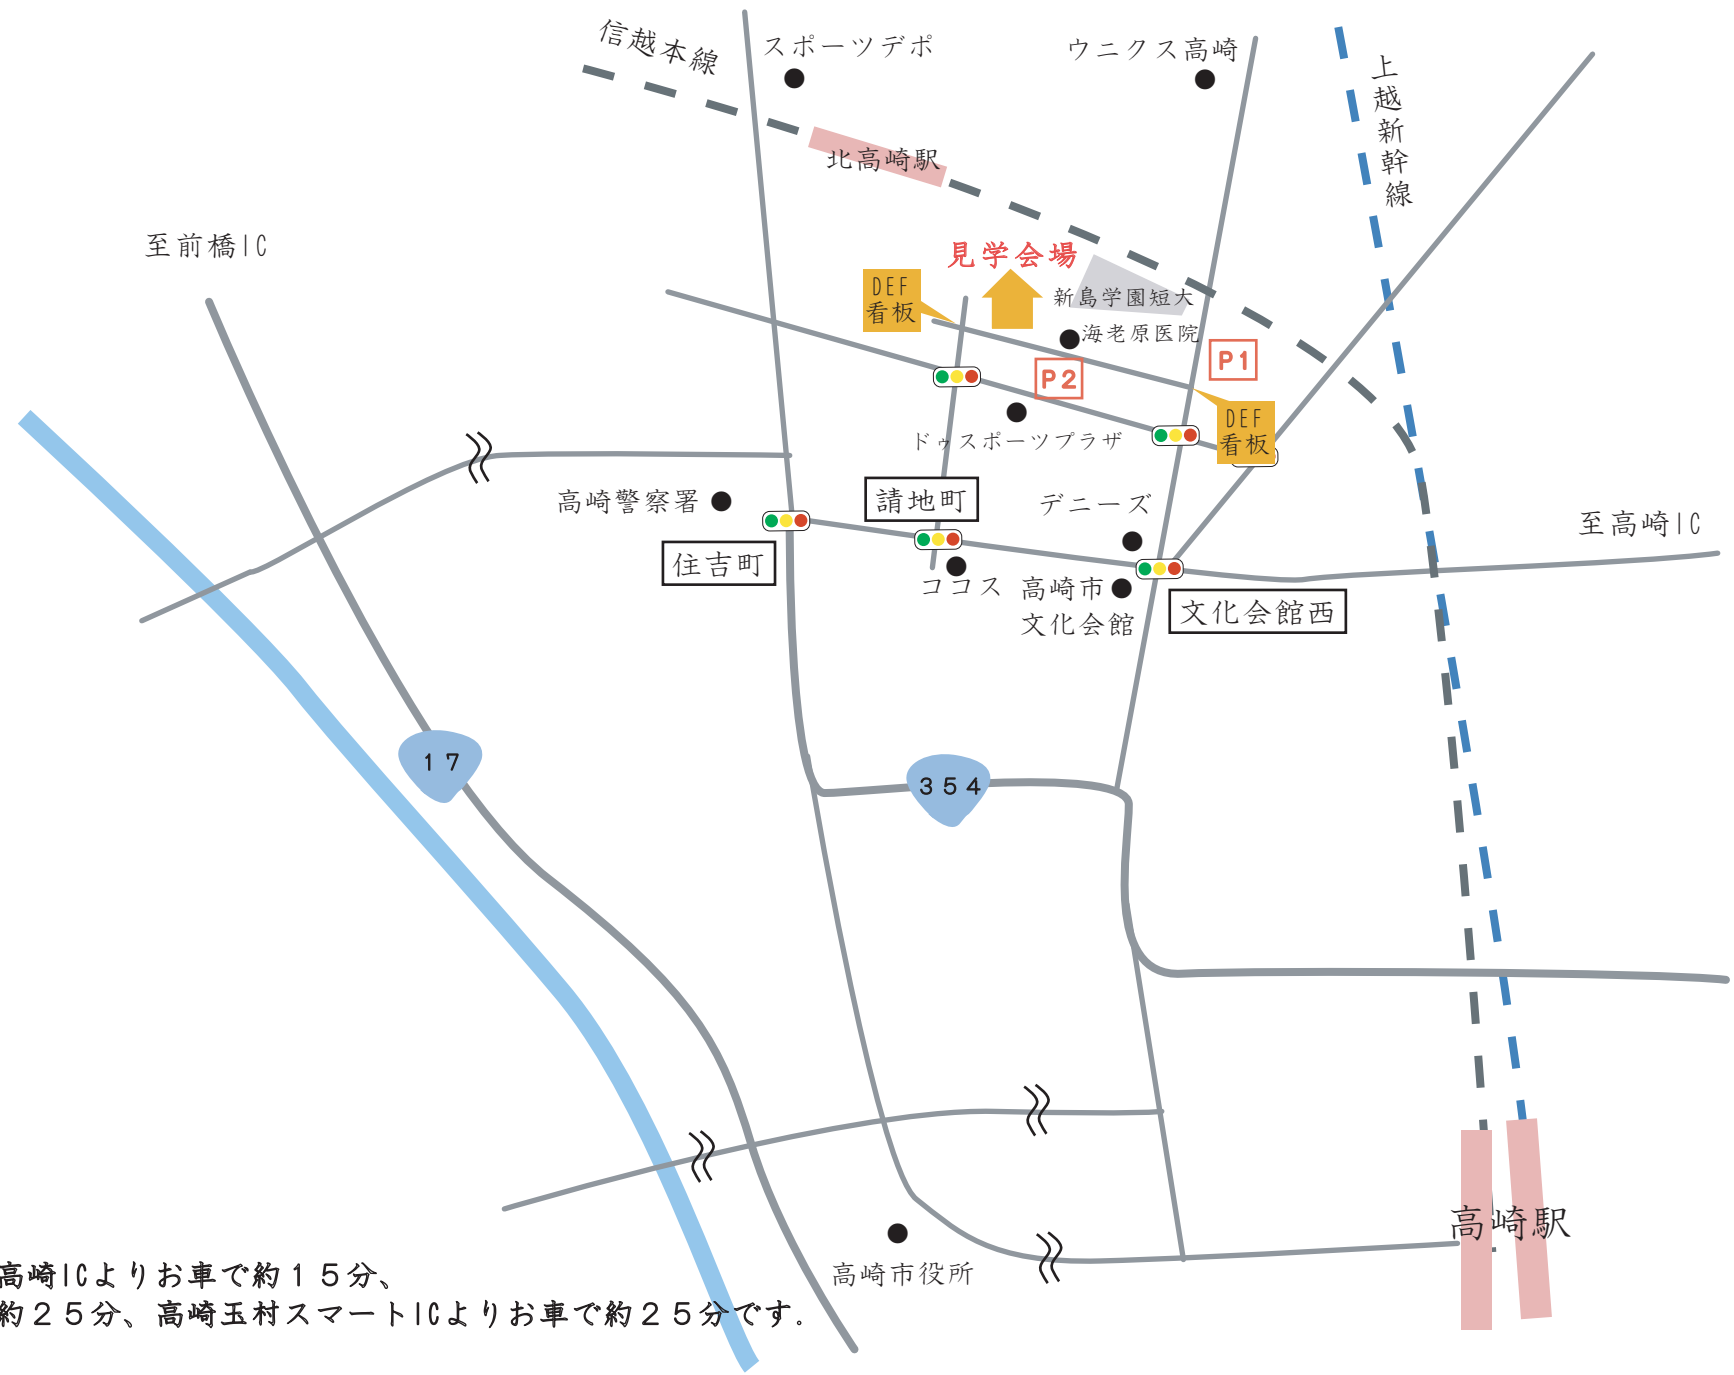 信越本線
スポーツデポ
ウニクス高崎
上越新幹線
北高崎駅
至前橋IC
見学会場
DEF
看板
新島学園短大
海老原医院
P1
P2
DEF
看板
ドゥスポーツプラザ
高崎警察署
請地町
デニーズ
至高崎IC
住吉町
ココス
高崎市
文化会館
文化会館西
17
354
高崎駅
高崎市役所
高崎ICよりお車で約15分、
約25分、高崎玉村スマートICよりお車で約25分です。